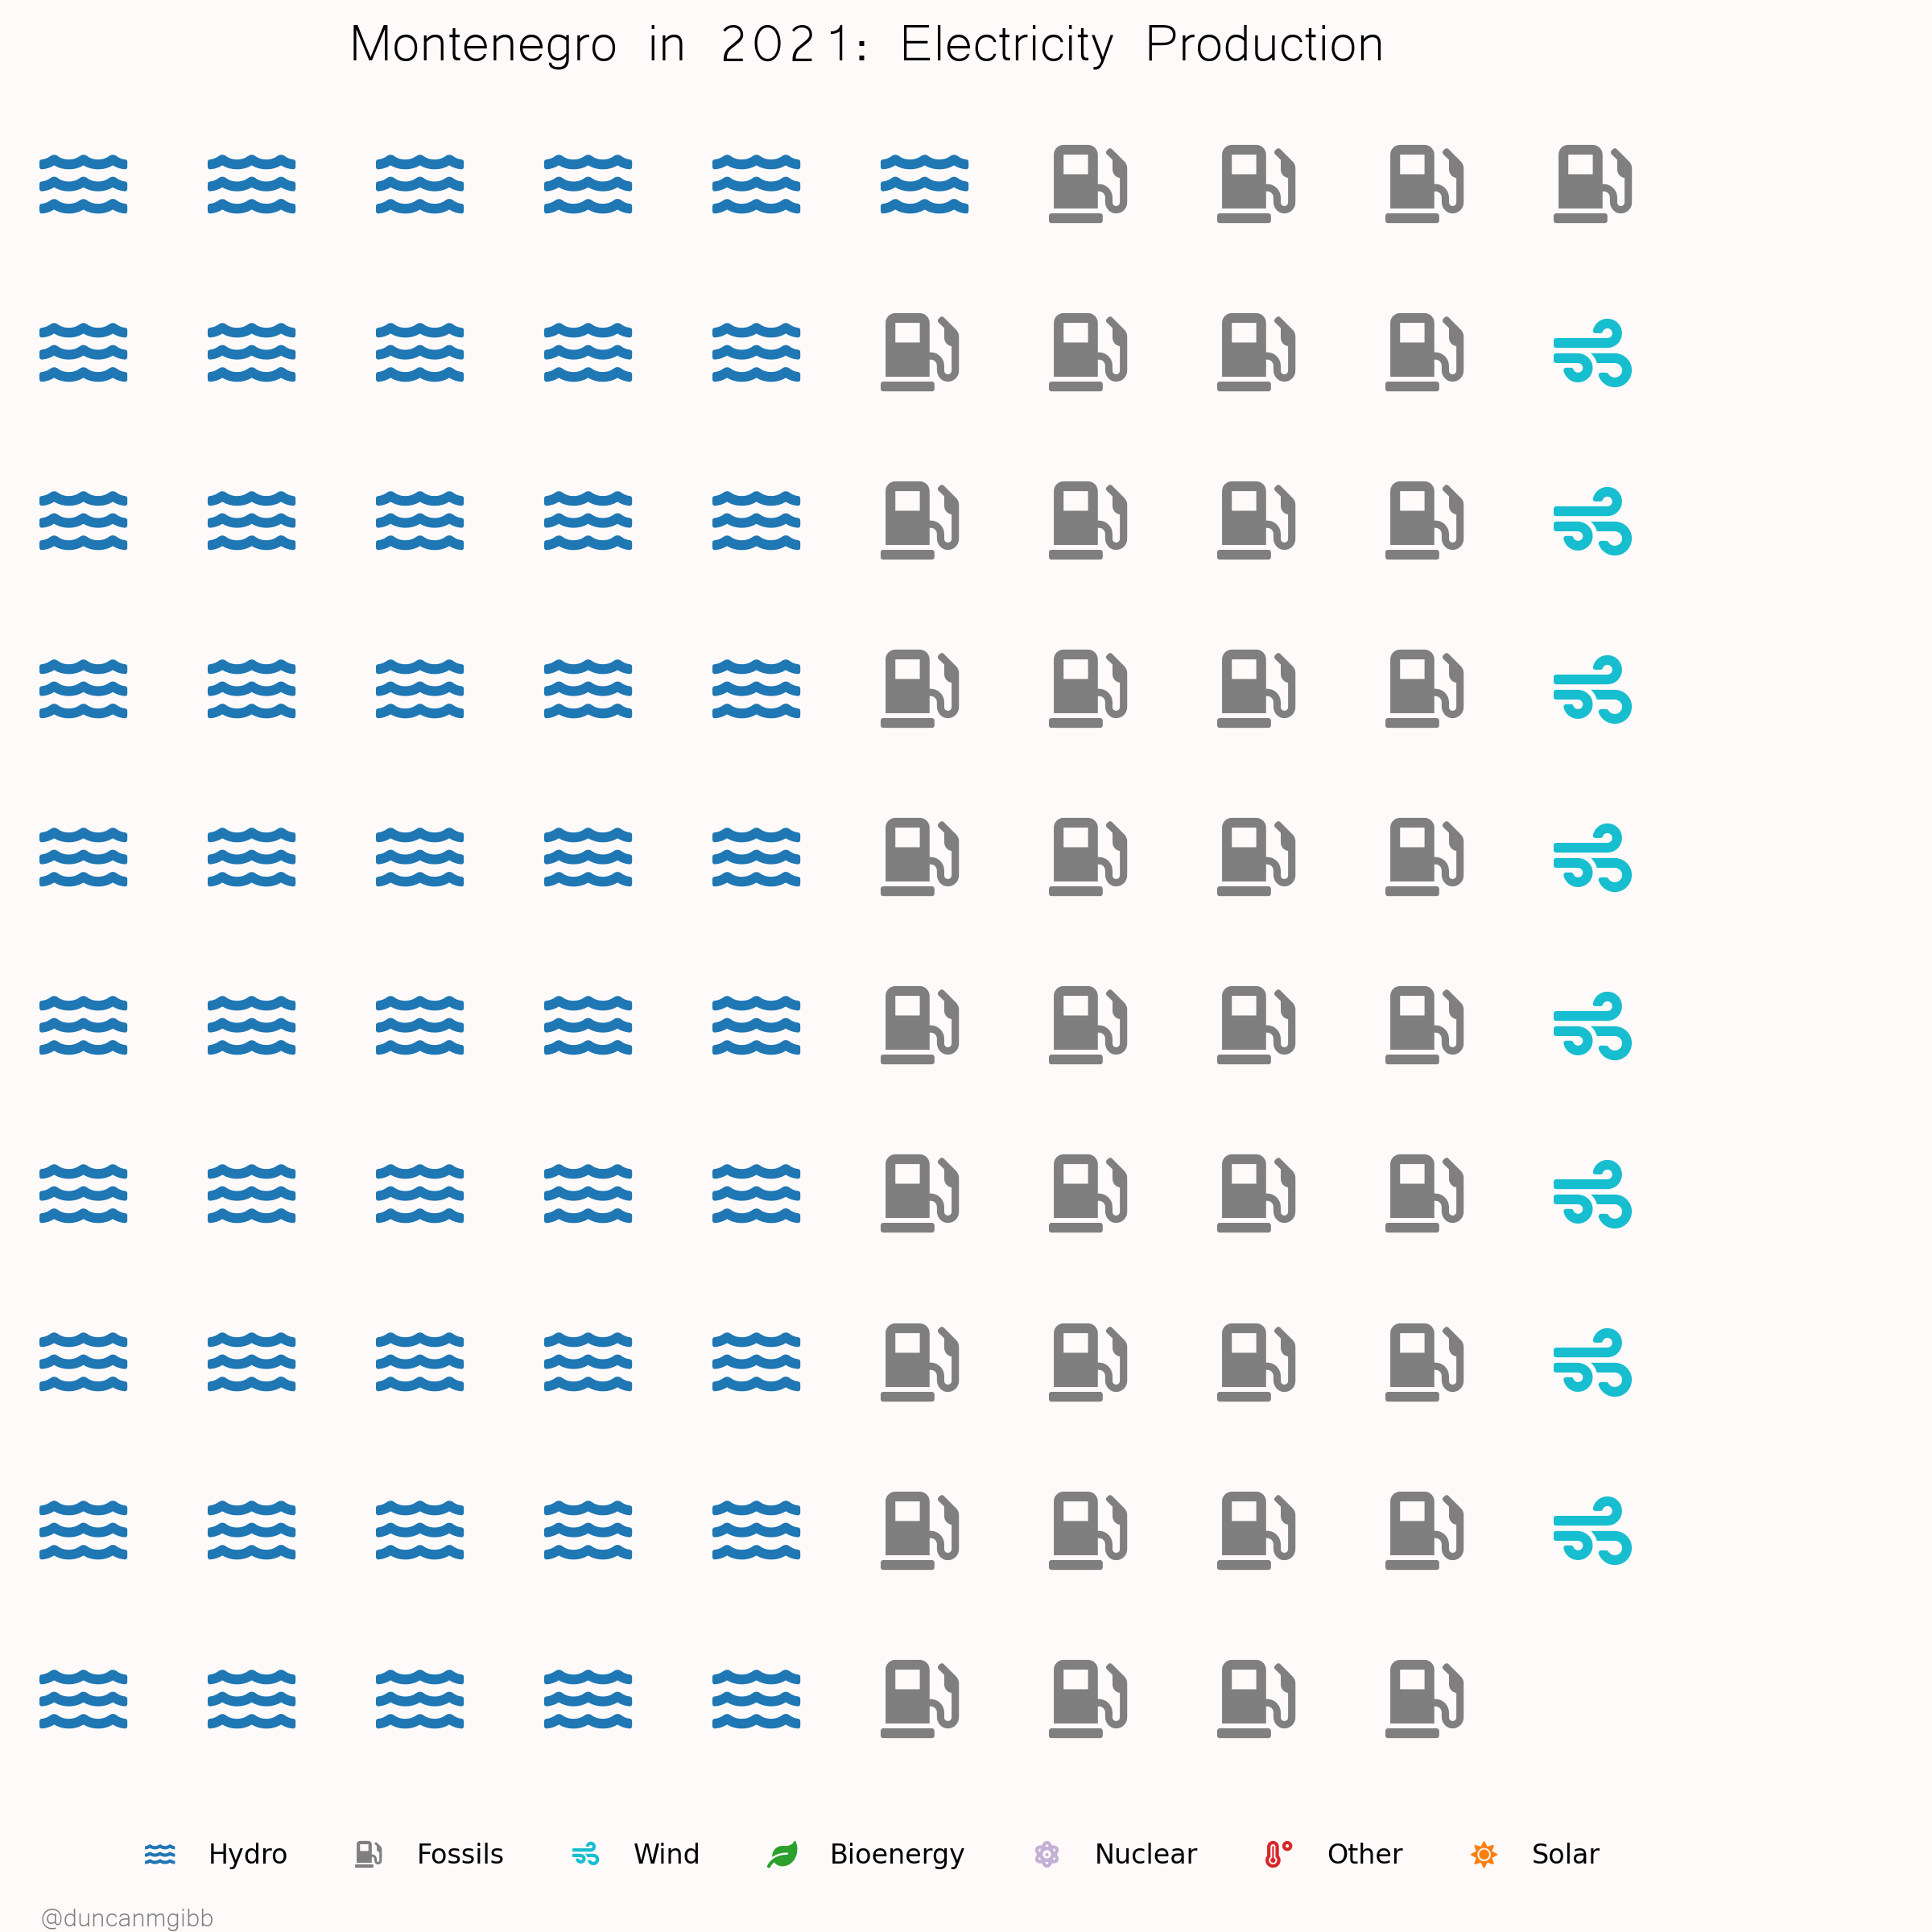 Montenegro in 2021: Electricity Production
Hydro Fossils Wind Bioenergy Nuclear Other Solar
@duncanmgibb